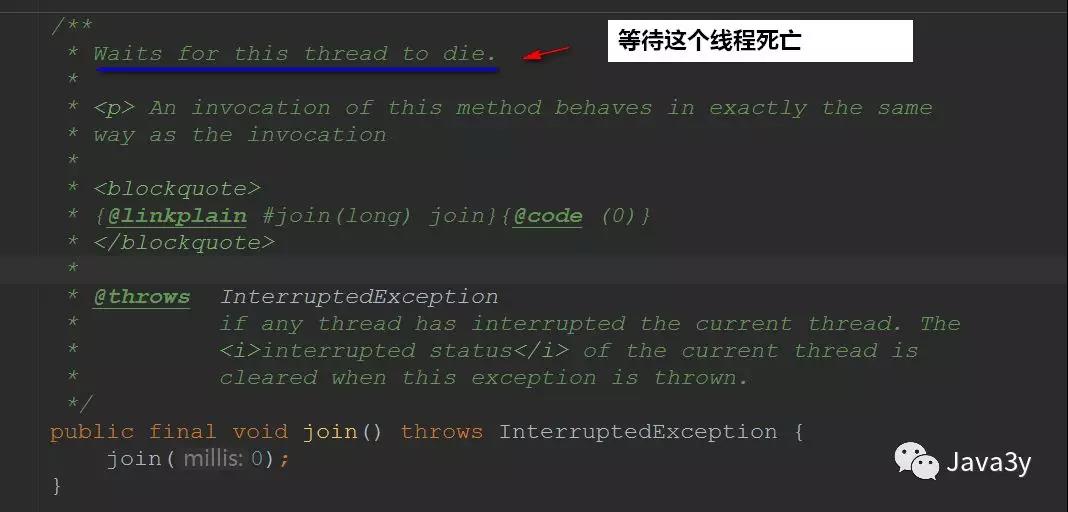 /**
* Waits for this thread to die.
等待这个线程死亡
*
* <p> An invocation of this method behaves in exactly the same
* way as the invocation
*
* <blockquote>
* {@linkplain #join(long) join}{@code (0)}
* </blockquote>
*
* @throws InterruptedException
* if any thread has interrupted the current thread. The
* <i>interrupted status</i> of the current thread is
* cleared when this exception is thrown.
*/
public final void join() throws InterruptedException {
join( millis: 0);
}
Java3y